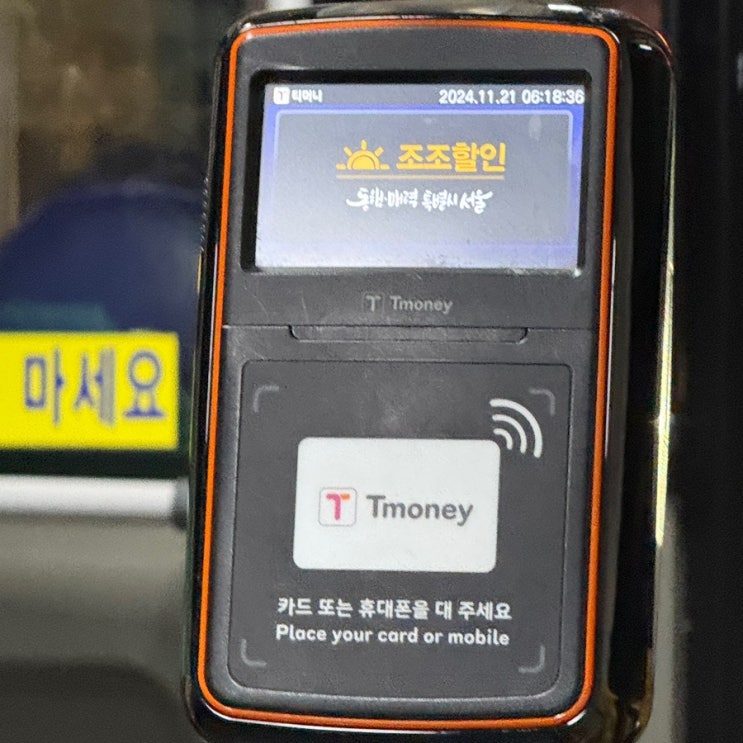 티머니 2024.11.21 06:18:36
조조할인
동행·매력 특별시 서울
Tmoney
마세요
Tmoney
카드 또는 휴대폰을 대 주세요
Place your card or mobile